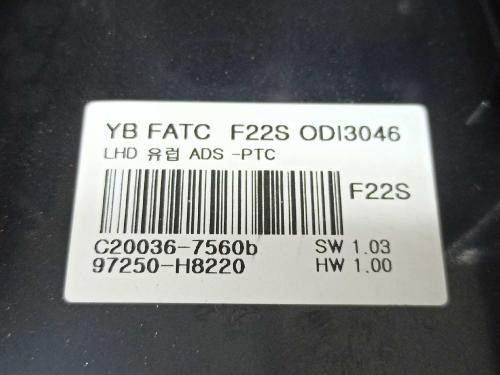 YB FATC F22S ODI3046
LHD 유럽 ADS -PTC
F22S
C20036-7560b SW 1.03
97250-H8220 HW 1.00